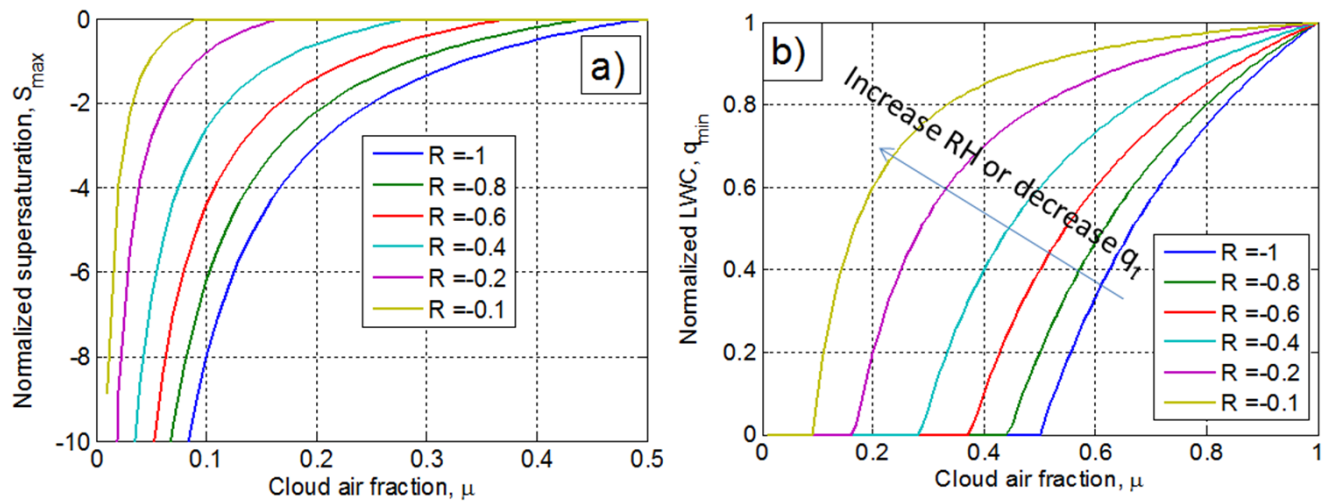 a)
Normalized supersaturation, S_max
0
-2
-4
-6
-8
-10
R =-1
R =-0.8
R =-0.6
R =-0.4
R =-0.2
R =-0.1
0
0.1
0.2
0.3
0.4
0.5
Cloud air fraction, μ
b)
Normalized LWC, q_min
1
0.8
0.6
0.4
0.2
0
Increase RH or decrease q_t
R =-1
R =-0.8
R =-0.6
R =-0.4
R =-0.2
R =-0.1
0
0.2
0.4
0.6
0.8
1
Cloud air fraction, μ